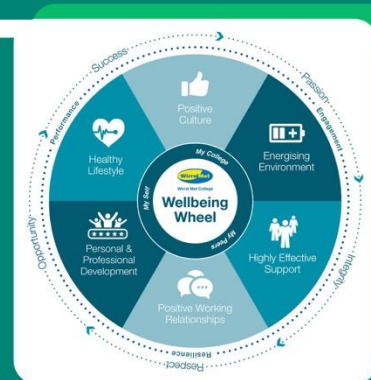 Success
Passion
Engagement
Integrity
Respect
Resilience
Opportunity
Performance
Positive
Culture
Energising
Environment
Highly Effective
Support
Positive Working
Relationships
Personal &
Professional
Development
Healthy
Lifestyle
My College
My Peers
My Self
Wirral Met
Wirral Met College
Wellbeing
Wheel